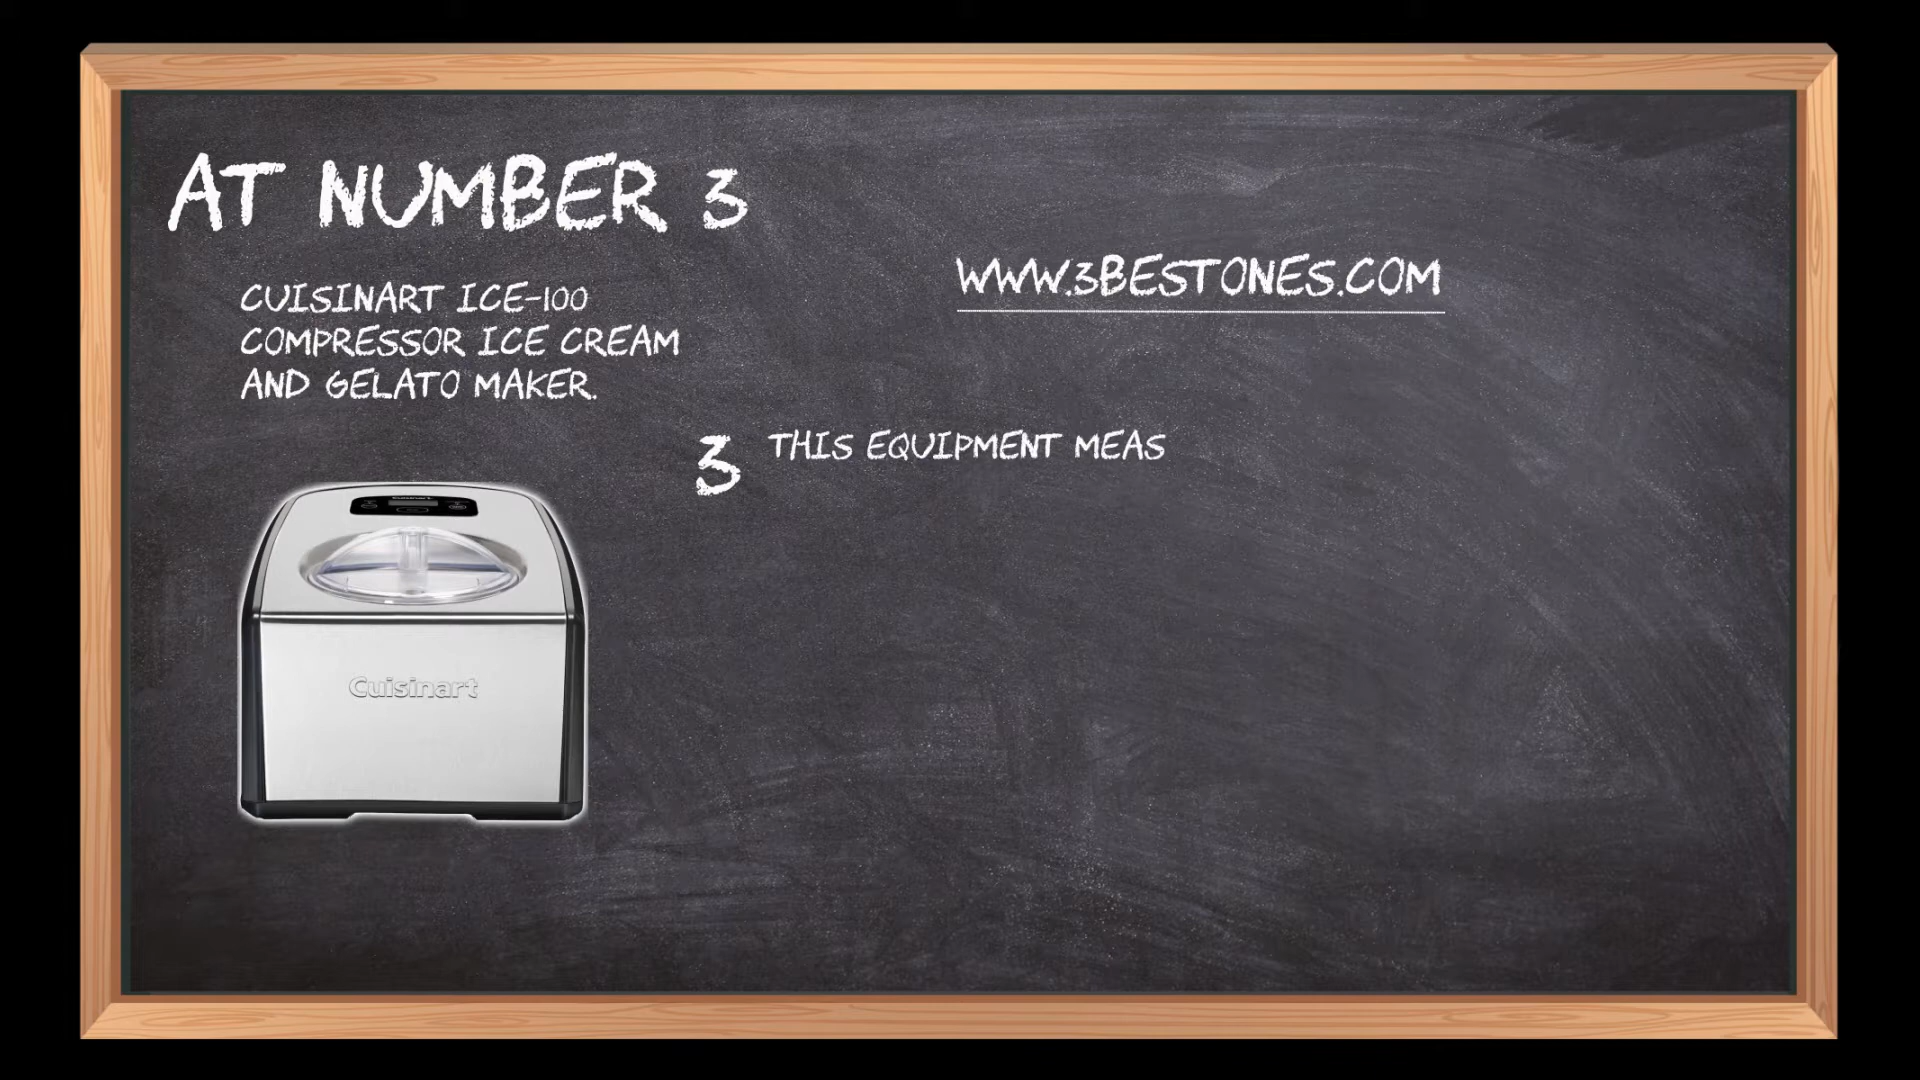 AT NUMBER 3
WWW.3BESTONES.COM
CUISINART ICE-100
COMPRESSOR ICE CREAM
AND GELATO MAKER.
3 THIS EQUIPMENT MEAS
Cuisinart